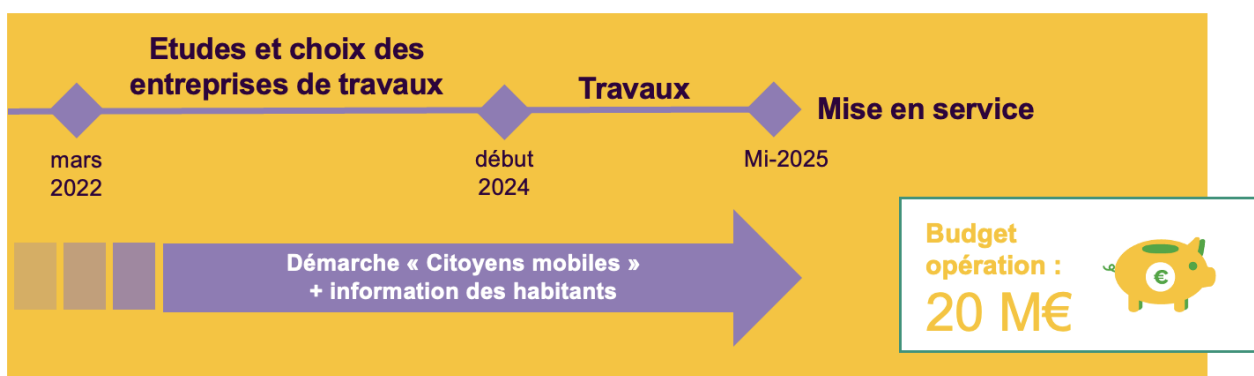 Etudes et choix des
entreprises de travaux
Travaux
Mise en service
mars
2022
début
2024
Mi-2025
Démarche « Citoyens mobiles »
+ information des habitants
Budget
opération :
20 M€
€